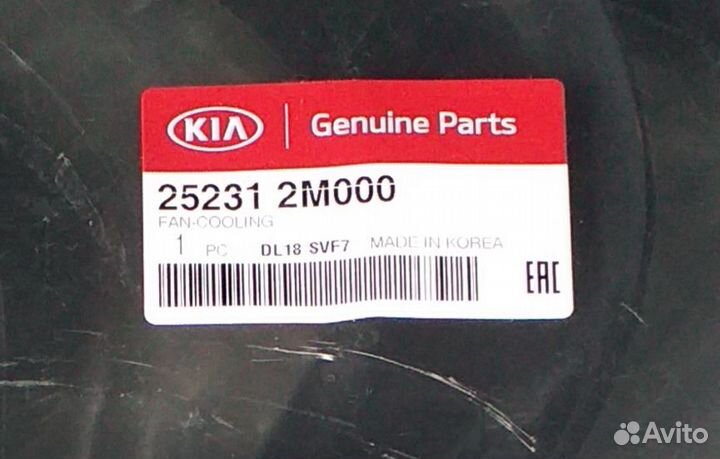 KIA Genuine Parts
25231 2M000
FAN-COOLING
1 PC DL18 SVF7 MADE IN KOREA
EAC
Avito